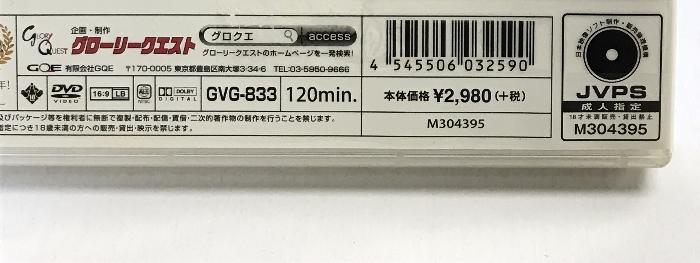 GLORY QUEST
企画・制作
グローリークエスト
グロクエ access
グローリークエストのホームページを一発検索!
GQE 有限会社GQE 〒170-0005 東京都豊島区南大塚3-34-6 TEL:03-5950-9666
DVD VIDEO 16:9 LB DOLBY DIGITAL GVG-833 120min.
及びパッケージ等を権利者に無断で複製・配布・配信・賃借・二次的著作物の制作を行うことを禁じます。
指定につき18歳未満の方への販売・貸出・映示を禁じます。
4 545506 032590
本体価格 ¥2,980 (+税)
M304395
日本映像ソフト制作・販売倫理機構
JVPS
成人指定
18才未満販売・貸出禁止
M304395